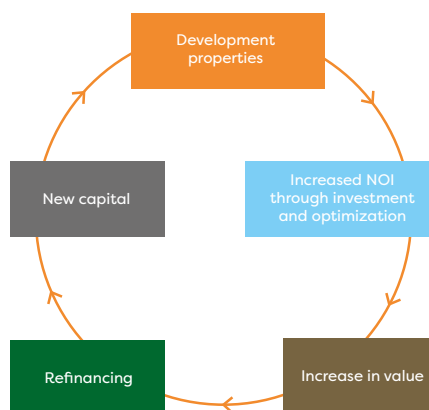 Development
properties
Increased NOI
through investment
and optimization
Increase in value
Refinancing
New capital